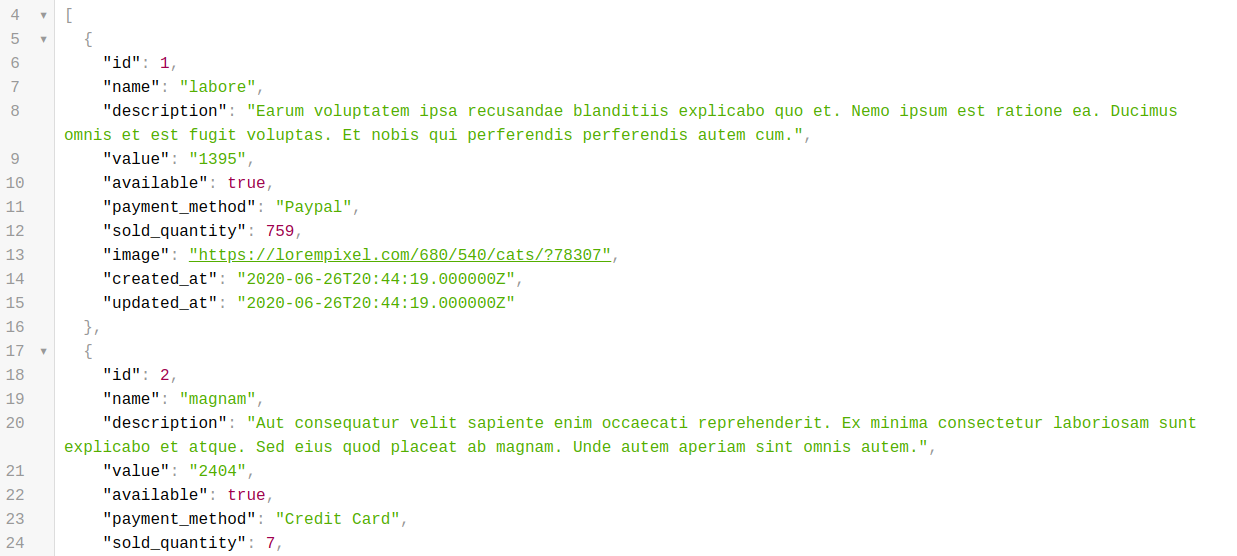 4 ▾ [
5 ▾   {
6     "id": 1,
7     "name": "labore",
8     "description": "Earum voluptatem ipsa recusandae blanditiis explicabo quo et. Nemo ipsum est ratione ea. Ducimus
omnis et est fugit voluptas. Et nobis qui perferendis perferendis autem cum.",
9     "value": "1395",
10     "available": true,
11     "payment_method": "Paypal",
12     "sold_quantity": 759,
13     "image": "https://lorempixel.com/680/540/cats/?78307",
14     "created_at": "2020-06-26T20:44:19.000000Z",
15     "updated_at": "2020-06-26T20:44:19.000000Z"
16   },
17 ▾   {
18     "id": 2,
19     "name": "magnam",
20     "description": "Aut consequatur velit sapiente enim occaecati reprehenderit. Ex minima consectetur laboriosam sunt
explicabo et atque. Sed eius quod placeat ab magnam. Unde autem aperiam sint omnis autem.",
21     "value": "2404",
22     "available": true,
23     "payment_method": "Credit Card",
24     "sold_quantity": 7,